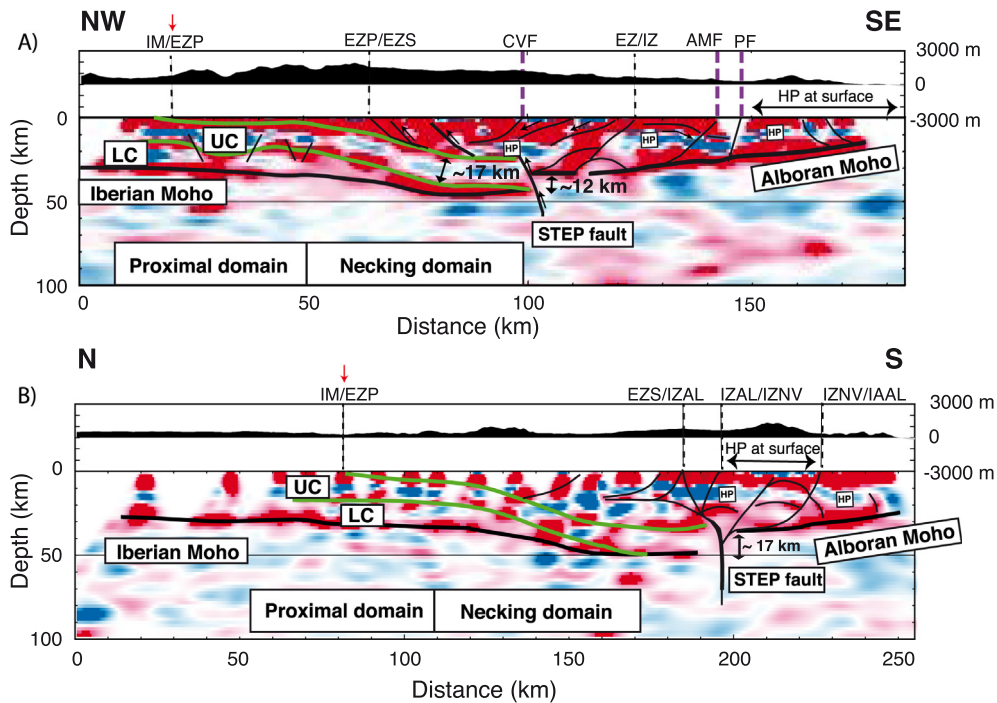 NW
SE
A)
IM/EZP
EZP/EZS
CVF
EZ/IZ
AMF
PF
3000 m
0
HP at surface
-3000 m
0
UC
LC
HP
HP
HP
~17 km
~12 km
Alboran Moho
Iberian Moho
50
STEP fault
Proximal domain
Necking domain
100
Depth (km)
0
50
100
150
Distance (km)
N
S
B)
IM/EZP
EZS/IZAL
IZAL/IZNV
IZNV/IAAL
3000 m
0
HP at surface
-3000 m
0
UC
LC
HP
HP
Iberian Moho
~ 17 km
Alboran Moho
50
STEP fault
Proximal domain
Necking domain
100
Depth (km)
0
50
100
150
200
250
Distance (km)